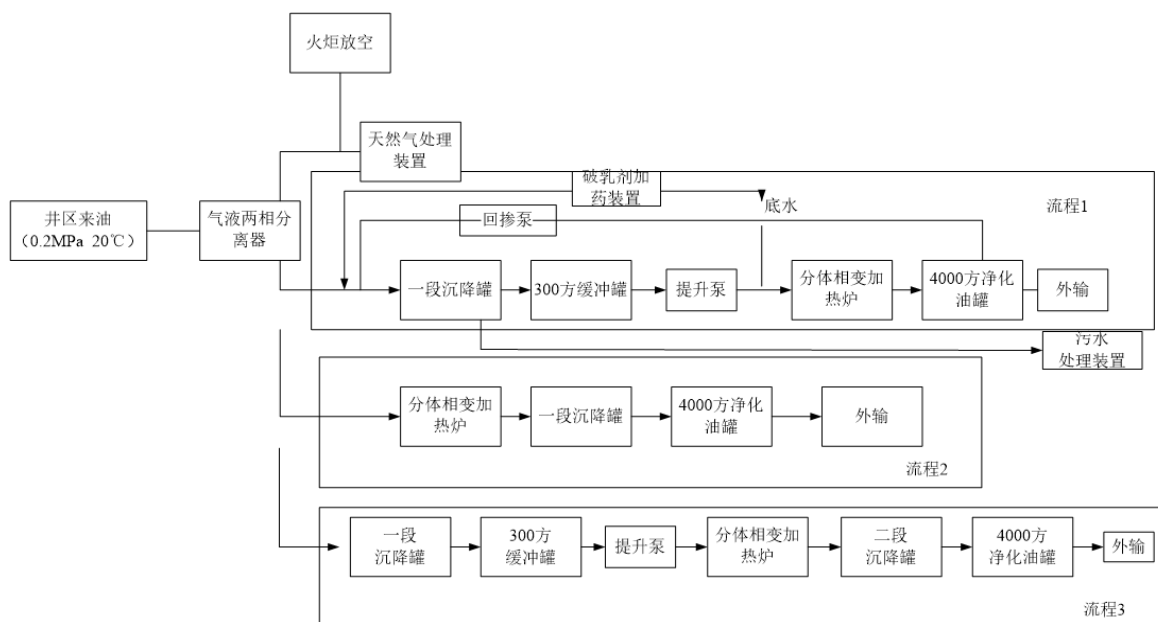 火炬放空
天然气处理
装置
破乳剂加
药装置
底水
流程1
井区来油
（0.2MPa 20℃）
气液两相分
离器
回掺泵
一段沉降罐
300方缓冲罐
提升泵
分体相变加
热炉
4000方净化
油罐
外输
污水
处理装置
分体相变加
热炉
一段沉降罐
4000方净化
油罐
外输
流程2
一段
沉降罐
300方
缓冲罐
提升泵
分体相变加
热炉
二段
沉降罐
4000方
净化油罐
外输
流程3